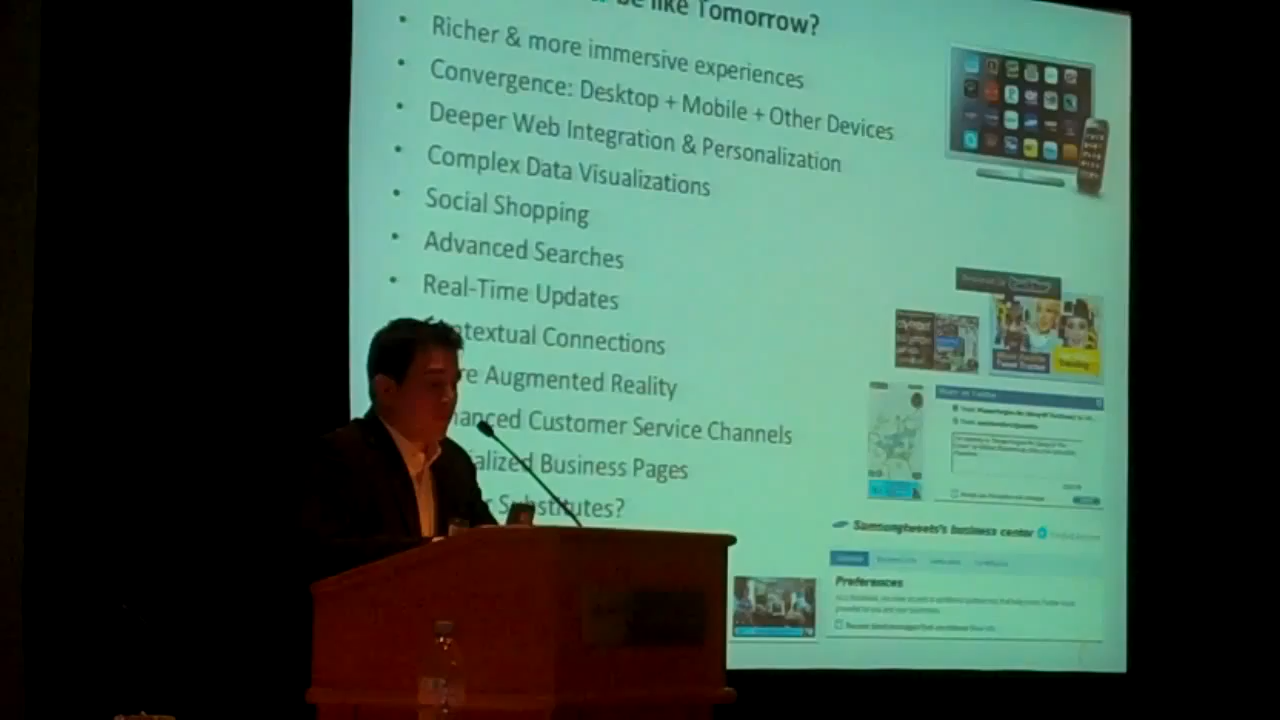 be like Tomorrow?
• Richer & more immersive experiences
• Convergence: Desktop + Mobile + Other Devices
• Deeper Web Integration & Personalization
• Complex Data Visualizations
• Social Shopping
• Advanced Searches
• Real-Time Updates
ntextual Connections
re Augmented Reality
hanced Customer Service Channels
alized Business Pages
Substitutes?
Samsungtweets's business center
Preferences